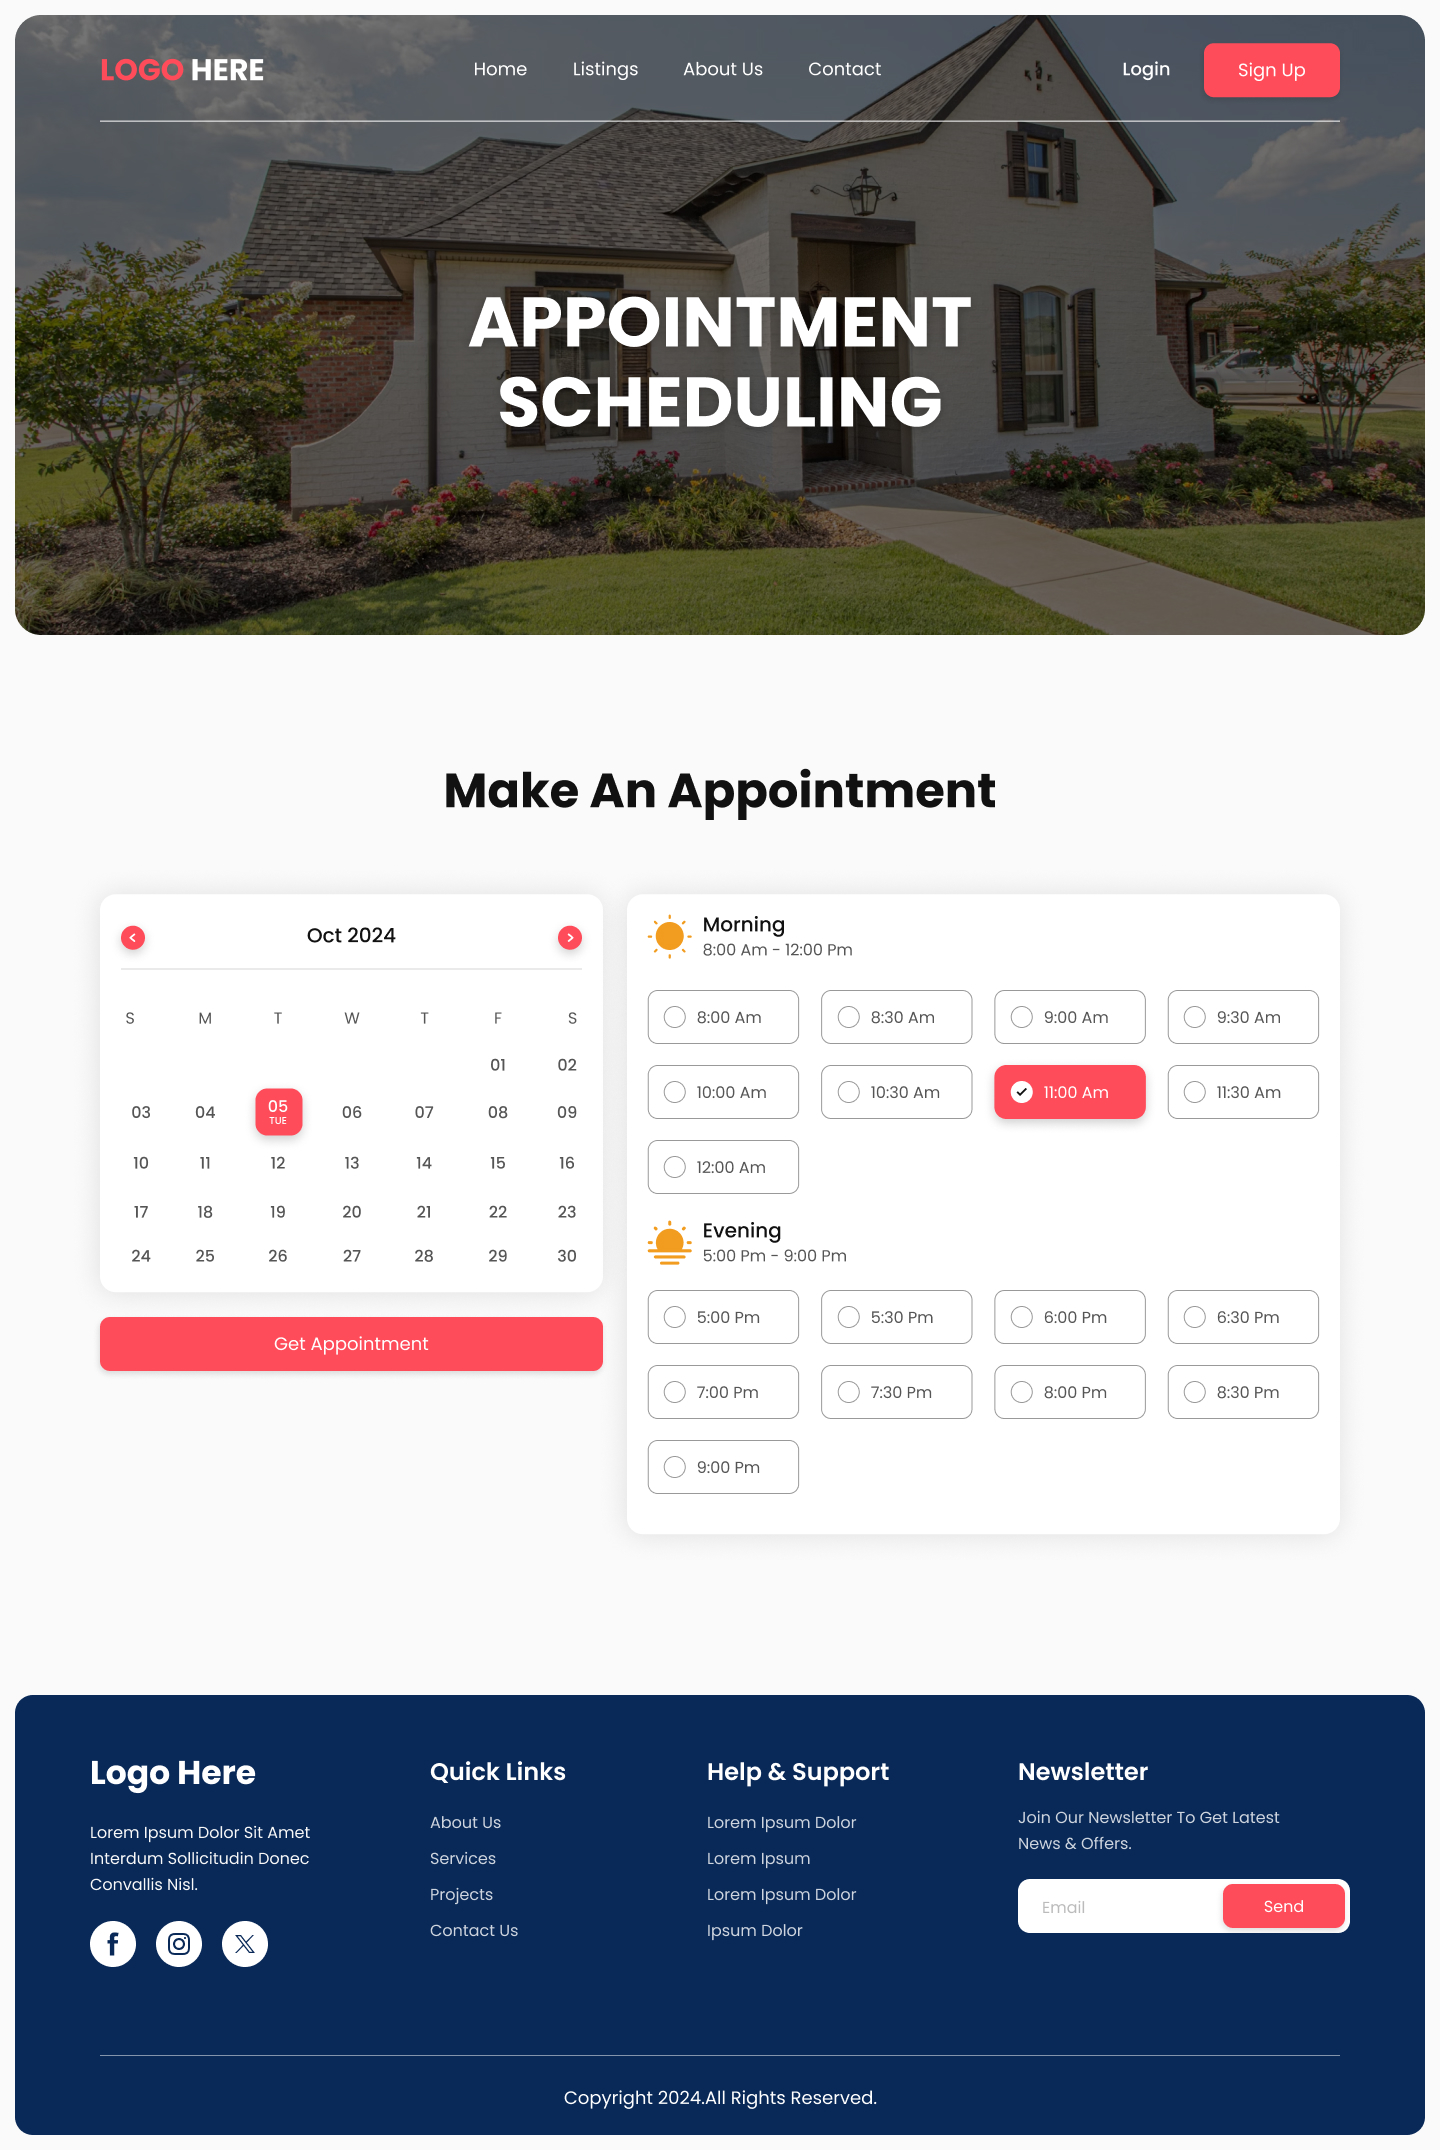 LOGO HERE
Home Listings About Us Contact
Login
Sign Up
APPOINTMENT
SCHEDULING
Make An Appointment
Oct 2024
S M T W T F S
01 02
03 04 05 06 07 08 09
TUE
10 11 12 13 14 15 16
17 18 19 20 21 22 23
24 25 26 27 28 29 30
Get Appointment
Morning
8:00 Am - 12:00 Pm
8:00 Am 8:30 Am 9:00 Am 9:30 Am
10:00 Am 10:30 Am 11:00 Am 11:30 Am
12:00 Am
Evening
5:00 Pm - 9:00 Pm
5:00 Pm 5:30 Pm 6:00 Pm 6:30 Pm
7:00 Pm 7:30 Pm 8:00 Pm 8:30 Pm
9:00 Pm
Logo Here
Lorem Ipsum Dolor Sit Amet
Interdum Sollicitudin Donec
Convallis Nisl.
Quick Links
About Us
Services
Projects
Contact Us
Help & Support
Lorem Ipsum Dolor
Lorem Ipsum
Lorem Ipsum Dolor
Ipsum Dolor
Newsletter
Join Our Newsletter To Get Latest
News & Offers.
Email
Send
Copyright 2024.All Rights Reserved.